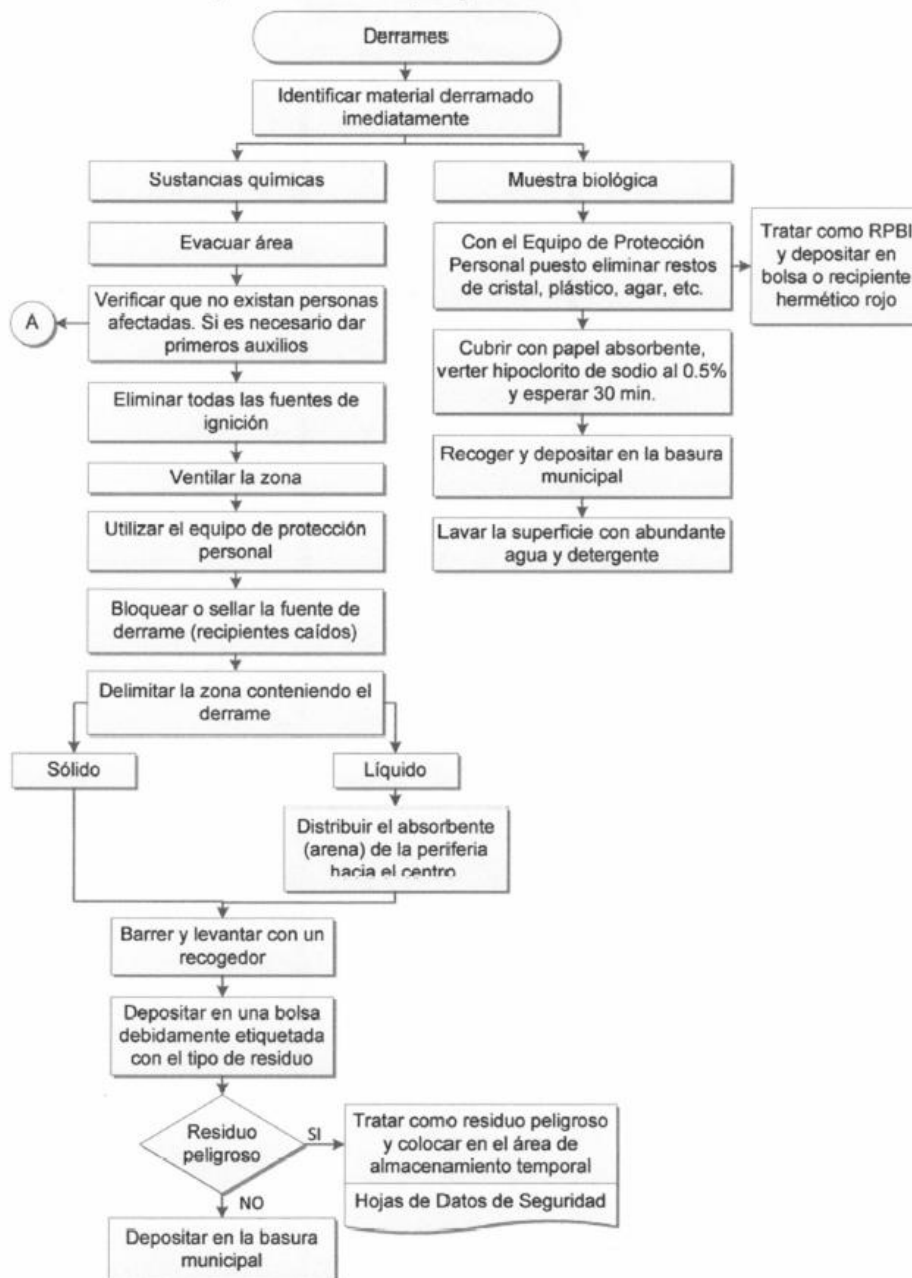 Derrames
Identificar material derramado
imediatamente
Sustancias químicas
Evacuar área
Verificar que no existan personas
afectadas. Si es necesario dar
primeros auxilios
A
Eliminar todas las fuentes de
ignición
Ventilar la zona
Utilizar el equipo de protección
personal
Bloquear o sellar la fuente de
derrame (recipientes caídos)
Delimitar la zona conteniendo el
derrame
Sólido
Líquido
Distribuir el absorbente
(arena) de la periferia
hacia el centro
Barrer y levantar con un
recogedor
Depositar en una bolsa
debidamente etiquetada
con el tipo de residuo
Residuo
peligroso
SI
Tratar como residuo peligroso
y colocar en el área de
almacenamiento temporal
Hojas de Datos de Seguridad
NO
Depositar en la basura
municipal
Muestra biológica
Con el Equipo de Protección
Personal puesto eliminar restos
de cristal, plástico, agar, etc.
Tratar como RPBI
y depositar en
bolsa o recipiente
hermético rojo
Cubrir con papel absorbente,
verter hipoclorito de sodio al 0.5%
y esperar 30 min.
Recoger y depositar en la basura
municipal
Lavar la superficie con abundante
agua y detergente